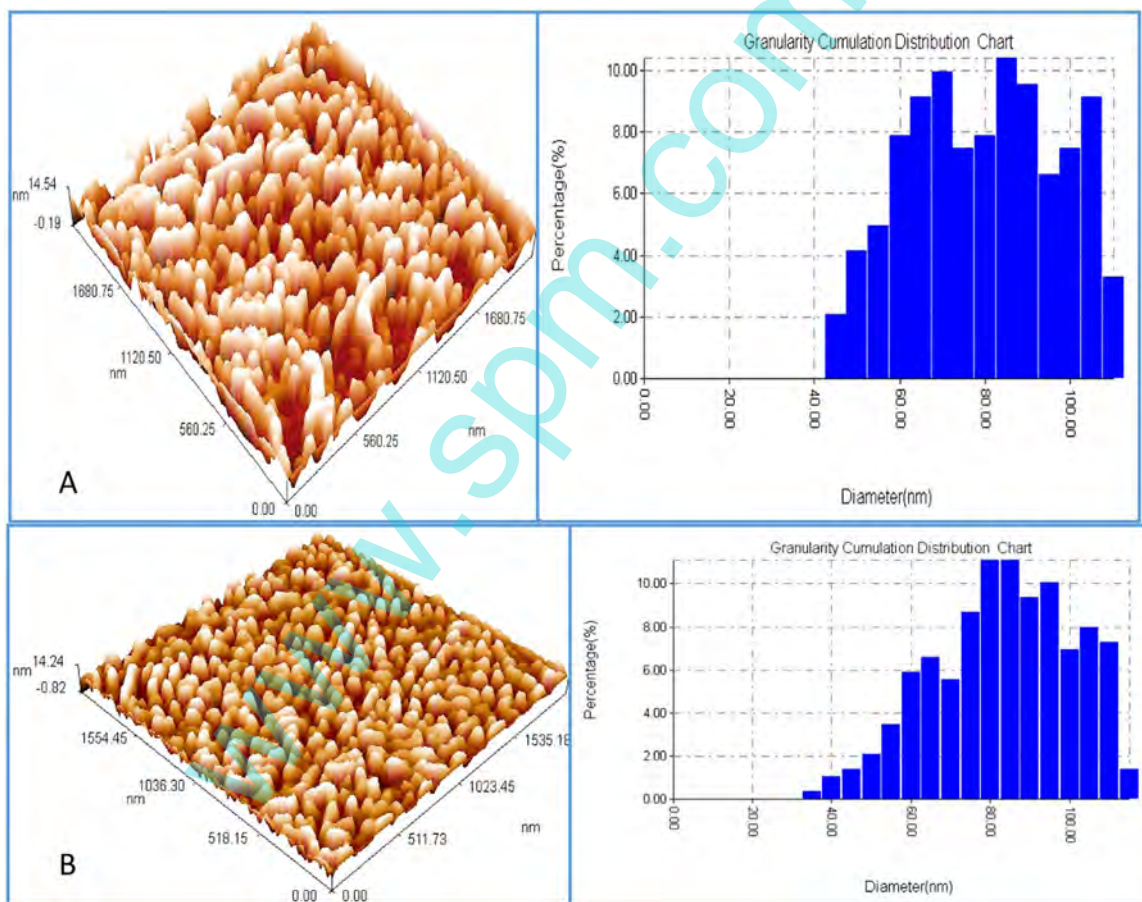 nm 14.54
-0.19
1680.75
1120.50
nm
560.25
0.00
0.00
560.25
nm
1120.50
1680.75
A
Granularity Cumulation Distribution Chart
Percentage(%)
10.00
8.00
6.00
4.00
2.00
0.00
0.00
20.00
40.00
60.00
80.00
100.00
Diameter(nm)
nm 14.24
-0.82
1554.45
1036.30
nm
518.15
0.00
0.00
511.73
nm
1023.45
1535.18
B
Granularity Cumulation Distribution Chart
Percentage(%)
10.00
8.00
6.00
4.00
2.00
0.00
0.00
20.00
40.00
60.00
80.00
100.00
Diameter(nm)
www.spm.com